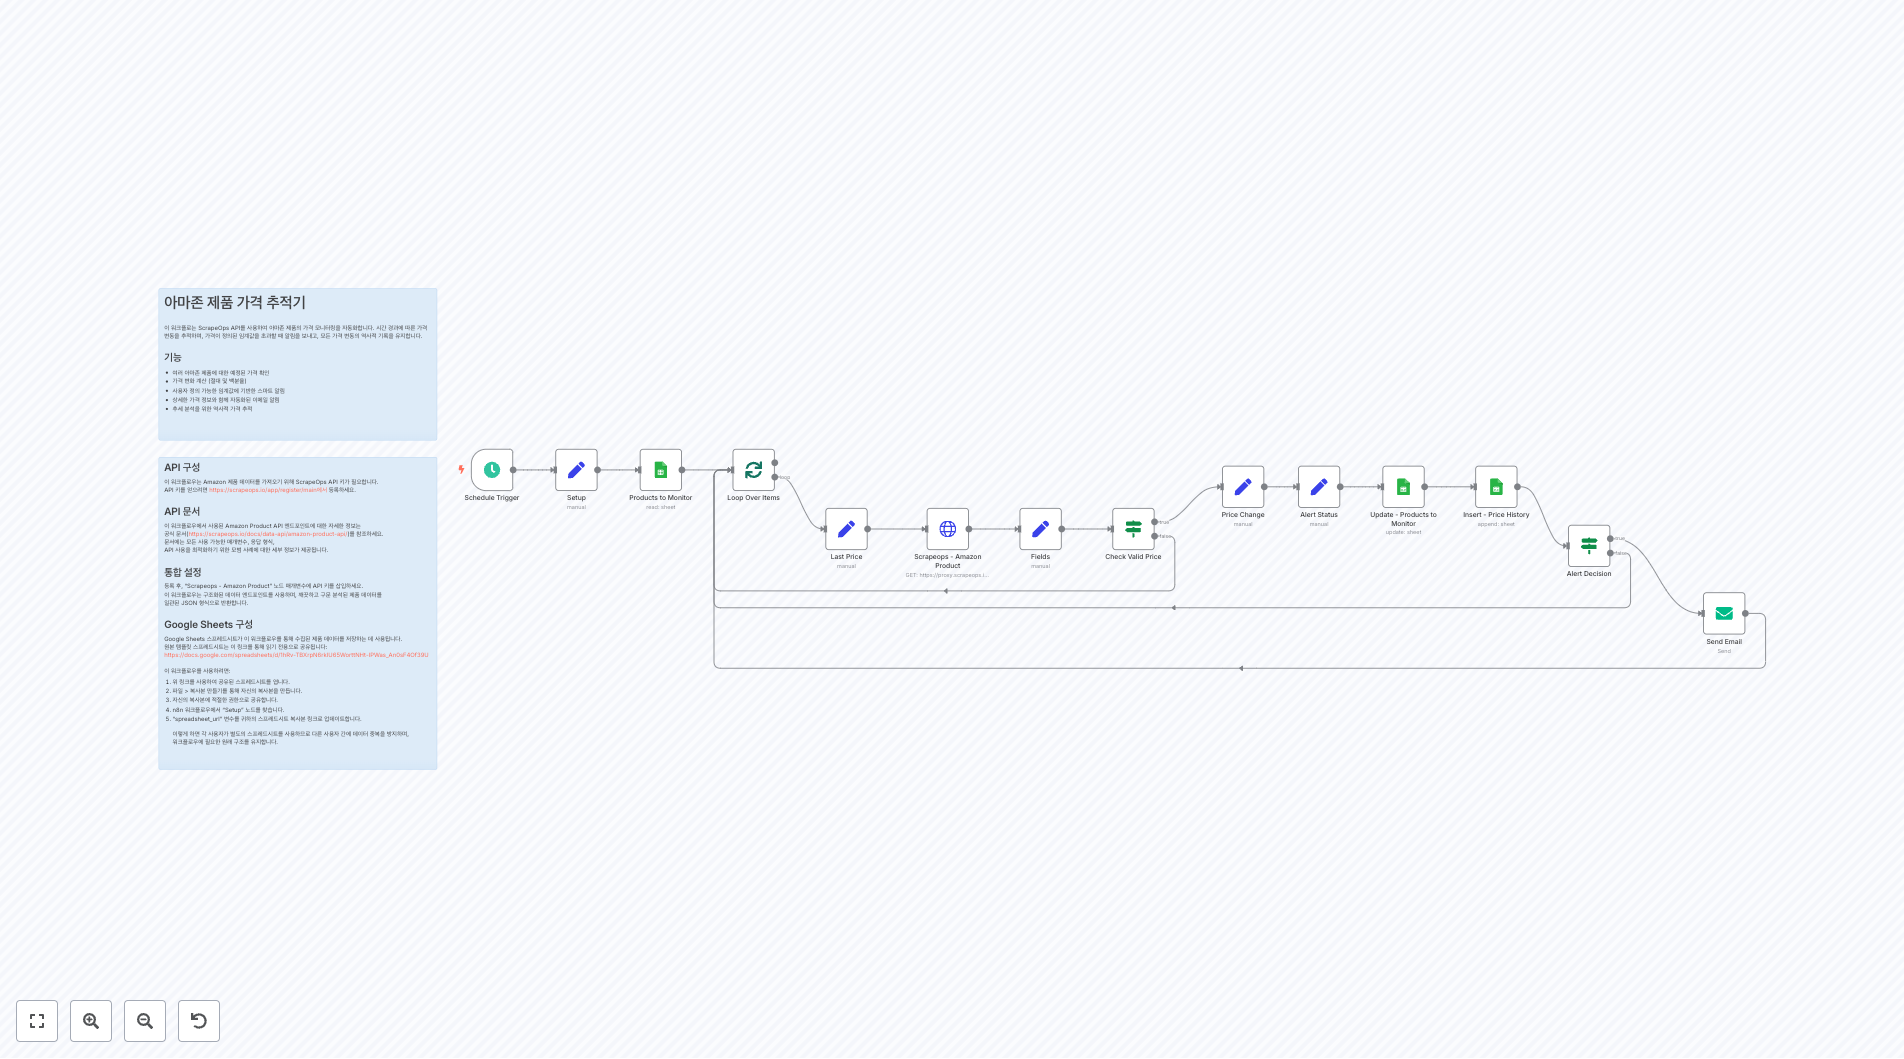 아마존 제품 가격 추적기
이 워크플로는 ScrapeOps API를 사용하여 아마존 제품의 가격 모니터링을 자동화합니다. 시간 경과에 따른 가격
변동을 추적하며, 가격이 정의된 임계값을 초과할 때 알림을 보내고, 모든 가격 변동의 역사적 기록을 유지합니다.
기능
• 여러 아마존 제품에 대한 예정된 가격 확인
• 가격 변화 계산 (절대 및 백분율)
• 사용자 정의 가능한 임계값에 기반한 스마트 알림
• 상세한 가격 정보와 함께 자동화된 이메일 알림
• 추세 분석을 위한 역사적 가격 추적
API 구성
이 워크플로우는 Amazon 제품 데이터를 가져오기 위해 ScrapeOps API 키가 필요합니다.
API 키를 얻으려면 https://scrapeops.io/app/register/main에서 등록하세요.
API 문서
이 워크플로우에서 사용된 Amazon Product API 엔드포인트에 대한 자세한 정보는
공식 문서[https://scrapeops.io/docs/data-api/amazon-product-api/]를 참조하세요.
문서에는 모든 사용 가능한 매개변수, 응답 형식,
API 사용을 최적화하기 위한 모범 사례에 대한 세부 정보가 제공됩니다.
통합 설정
등록 후, "Scrapeops - Amazon Product" 노드 매개변수에 API 키를 삽입하세요.
이 워크플로우는 구조화된 데이터 엔드포인트를 사용하며, 깨끗하고 구문 분석된 제품 데이터를
일관된 JSON 형식으로 반환합니다.
Google Sheets 구성
Google Sheets 스프레드시트가 이 워크플로우를 통해 수집된 제품 데이터를 저장하는 데 사용됩니다.
원본 템플릿 스프레드시트는 이 링크를 통해 읽기 전용으로 공유됩니다:
이 워크플로우를 사용하려면:
1. 위 링크를 사용하여 공유된 스프레드시트를 엽니다.
2. 파일 > 복사본 만들기를 통해 자신의 복사본을 만듭니다.
3. 자신의 복사본에 적절한 권한으로 공유합니다.
4. n8n 워크플로우에서 "Setup" 노드를 찾습니다.
5. "spreadsheet_url" 변수를 귀하의 스프레드시트 복사본 링크로 업데이트합니다.
이렇게 하면 각 사용자가 별도의 스프레드시트를 사용하므로 다른 사용자 간에 데이터 중복을 방지하며,
워크플로우에 필요한 원래 구조를 유지합니다.
Schedule Trigger
Setup
manual
Products to Monitor
read: sheet
Loop Over Items
loop
Last Price
manual
Scrapeops - Amazon
Product
GET: https://proxy.scrapeops.i...
Fields
manual
Check Valid Price
true
false
Price Change
manual
Alert Status
manual
Update - Products to
Monitor
update: sheet
Insert - Price History
append: sheet
Alert Decision
true
false
Send Email
Send